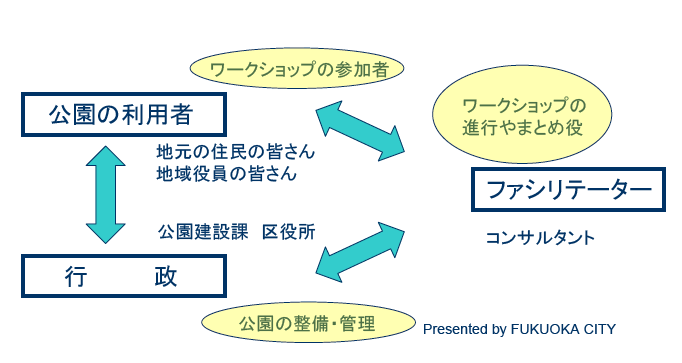 ワークショップの参加者
公園の利用者
地元の住民の皆さん
地域役員の皆さん
ワークショップの
進行やまとめ役
ファシリテーター
コンサルタント
公園建設課　区役所
行　　　政
公園の整備・管理
Presented by FUKUOKA CITY